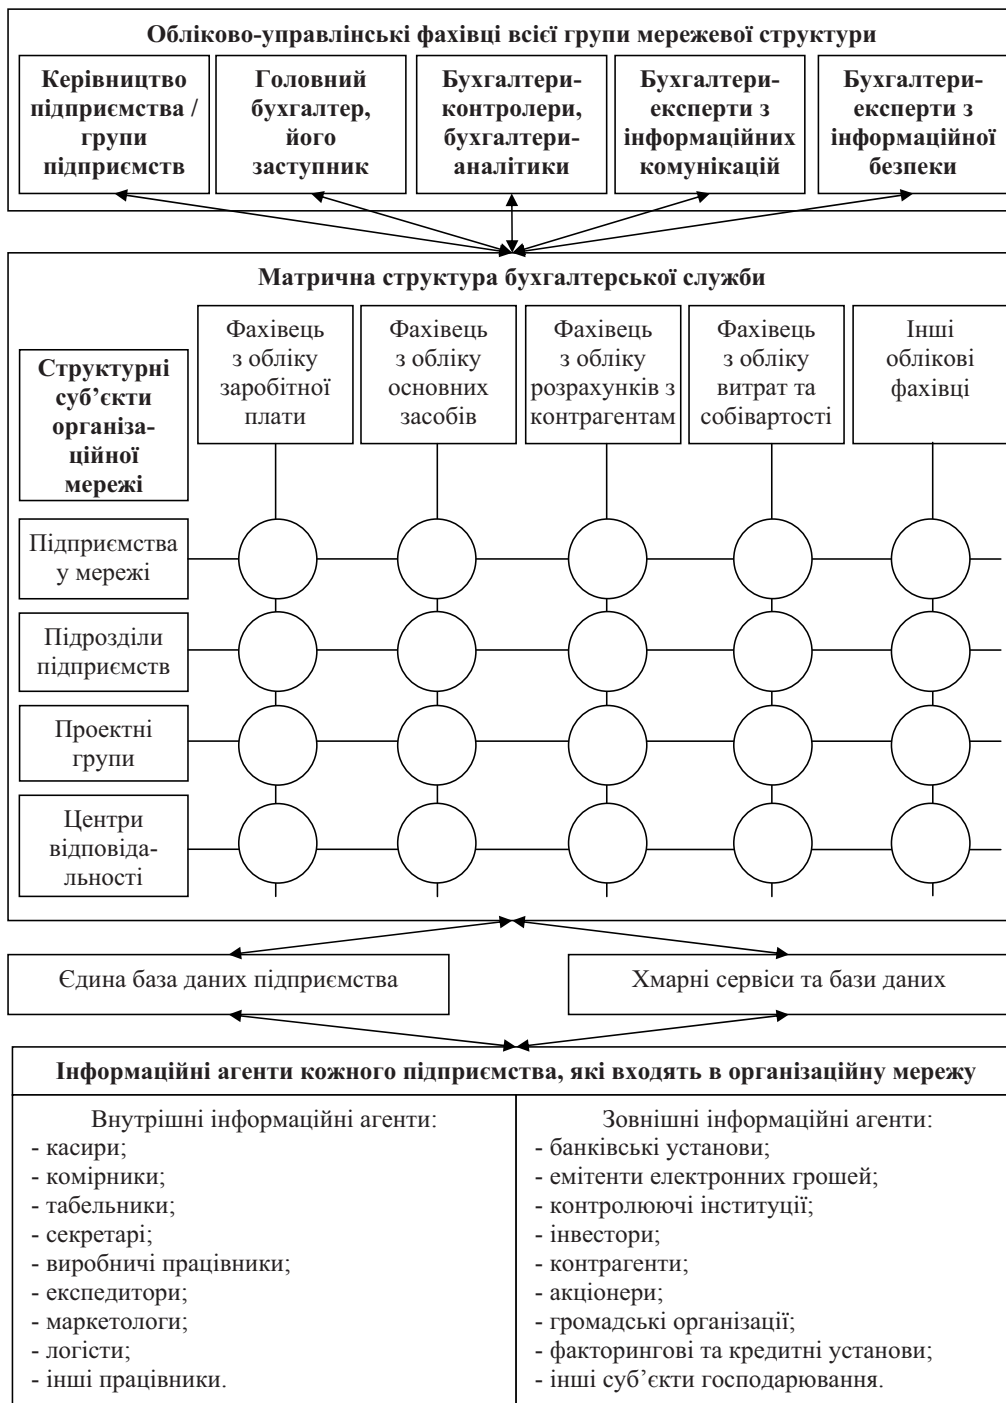 Обліково-управлінські фахівці всієї групи мережевої структури
Керівництво
підприємства /
групи
підприємств
Головний
бухгалтер,
його
заступник
Бухгалтери-
контролери,
бухгалтери-
аналітики
Бухгалтери-
експерти з
інформаційних
комунікацій
Бухгалтери-
експерти з
інформаційної
безпеки
Матрична структура бухгалтерської служби
Структурні
суб’єкти
організа-
ційної
мережі
Фахівець
з обліку
заробітної
плати
Фахівець
з обліку
основних
засобів
Фахівець
з обліку
розрахунків з
контрагентам
Фахівець
з обліку
витрат та
собівартості
Інші
облікові
фахівці
Підприємства
у мережі
Підрозділи
підприємств
Проектні
групи
Центри
відповіда-
льності
Єдина база даних підприємства
Хмарні сервіси та бази даних
Інформаційні агенти кожного підприємства, які входять в організаційну мережу
Внутрішні інформаційні агенти:
- касири;
- комірники;
- табельники;
- секретарі;
- виробничі працівники;
- експедитори;
- маркетологи;
- логісти;
- інші працівники.
Зовнішні інформаційні агенти:
- банківські установи;
- емітенти електронних грошей;
- контролюючі інституції;
- інвестори;
- контрагенти;
- акціонери;
- громадські організації;
- факторингові та кредитні установи;
- інші суб’єкти господарювання.